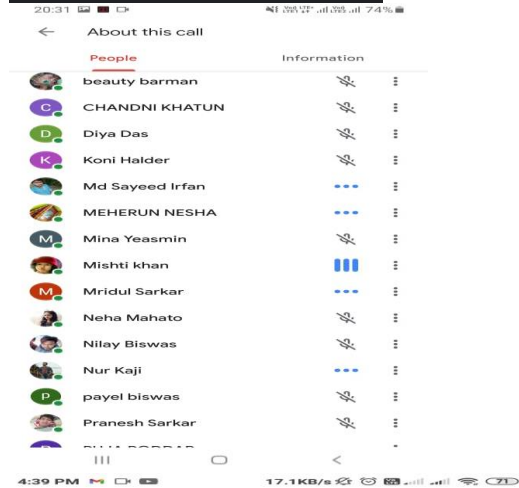 20:31 74%
About this call
People Information
beauty barman
C CHANDNI KHATUN
D Diya Das
K Koni Halder
Md Sayeed Irfan
MEHERUN NESHA
M Mina Yeasmin
Mishti khan
M Mridul Sarkar
Neha Mahato
Nilay Biswas
Nur Kaji
P payel biswas
Pranesh Sarkar
4:39 PM 17.1KB/s 71